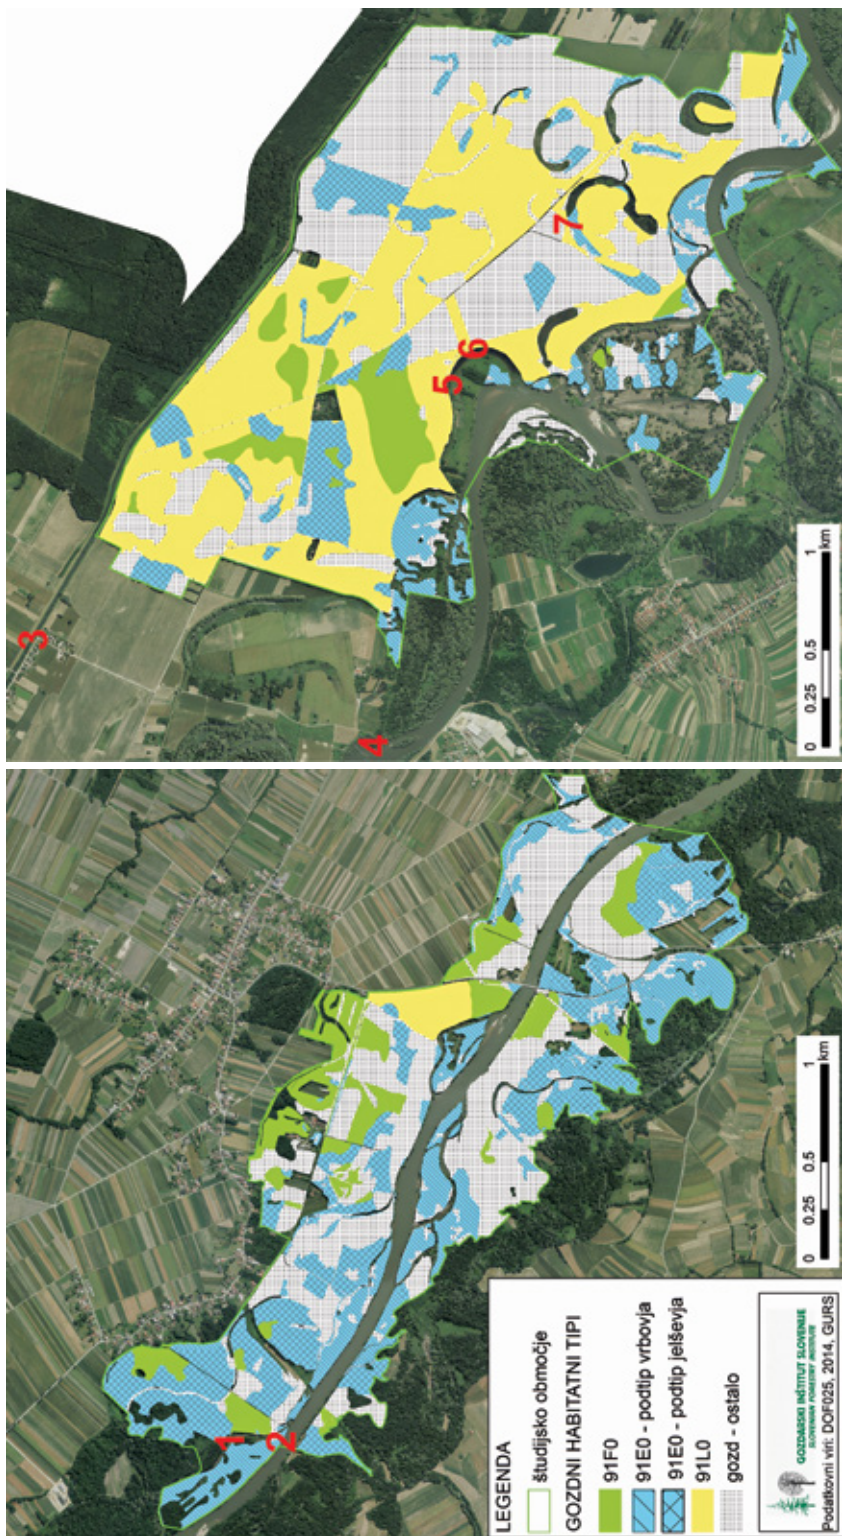 3
4
5
6
7
0
0.25
0.5
1
km
1
2
0
0.25
0.5
1
km
LEGENDA
študijsko območje
GOZDNI HABITATNI TIPI
91F0
91E0 - podtip vrbovja
91E0 - podtip jelševja
91L0
gozd - ostalo
GOZDARSKI INŠTITUT SLOVENIJE
SLOVENIAN FORESTRY INSTITUTE
Podatkovni viri: DOF025, 2014, GURS